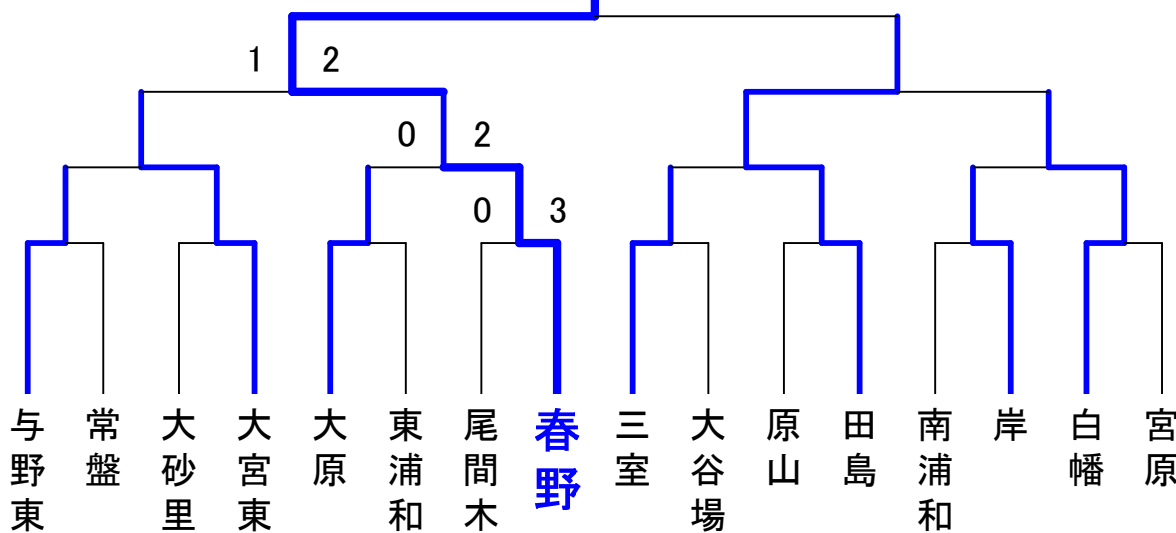 1 2
0 2
0 3
与野東
常盤
大砂里
大宮東
大原
東浦和
尾間木
春野
三室
大谷場
原山
田島
南浦和
岸
白幡
宮原